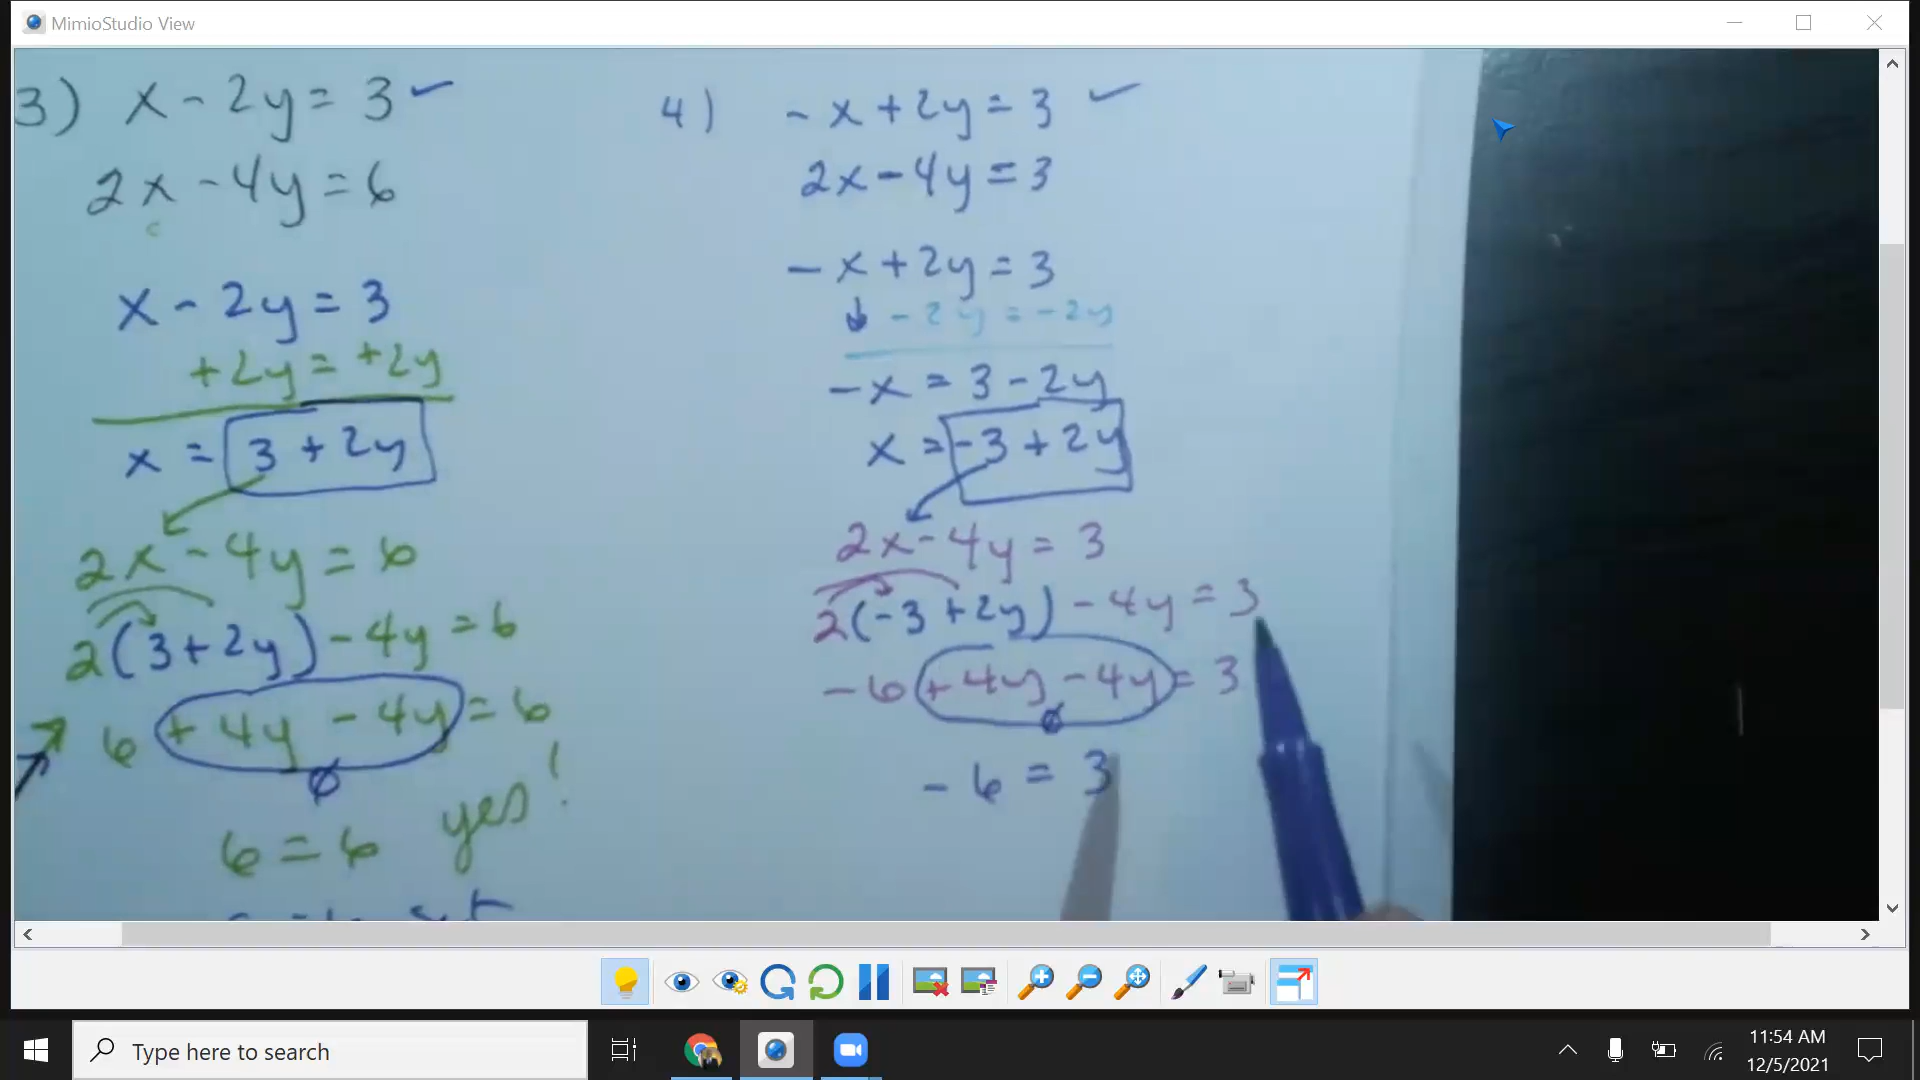 MimioStudio View
3) x - 2y = 3
2x - 4y = 6
x - 2y = 3
+2y = +2y
x = 3 + 2y
2x - 4y = 6
2(3 + 2y) - 4y = 6
6 + 4y - 4y = 6
0
6 = 6 yes!
4) -x + 2y = 3
2x - 4y = 3
-x + 2y = 3
-2y = -2y
-x = 3 - 2y
x = -3 + 2y
2x - 4y = 3
2(-3 + 2y) - 4y = 3
-6 + 4y - 4y = 3
0
-6 = 3
Type here to search
11:54 AM
12/5/2021